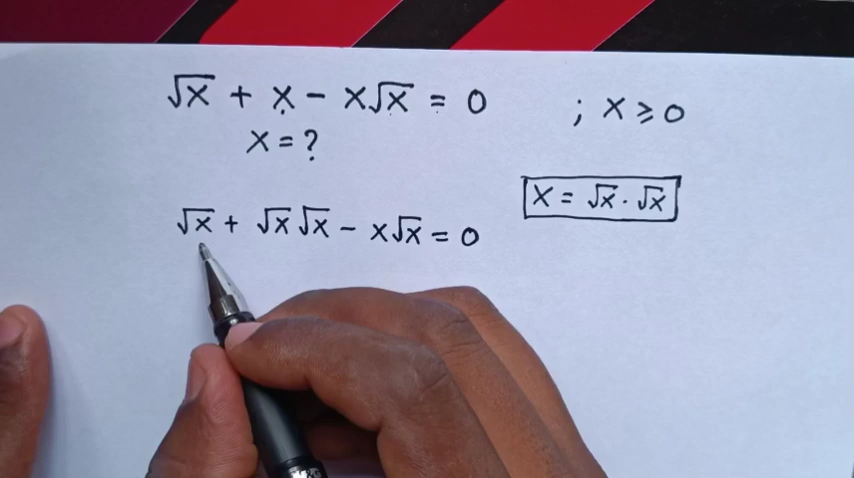 √x + x - x√x = 0 ; x ⩾ 0
x = ?
x = √x · √x
√x + √x √x - x√x = 0